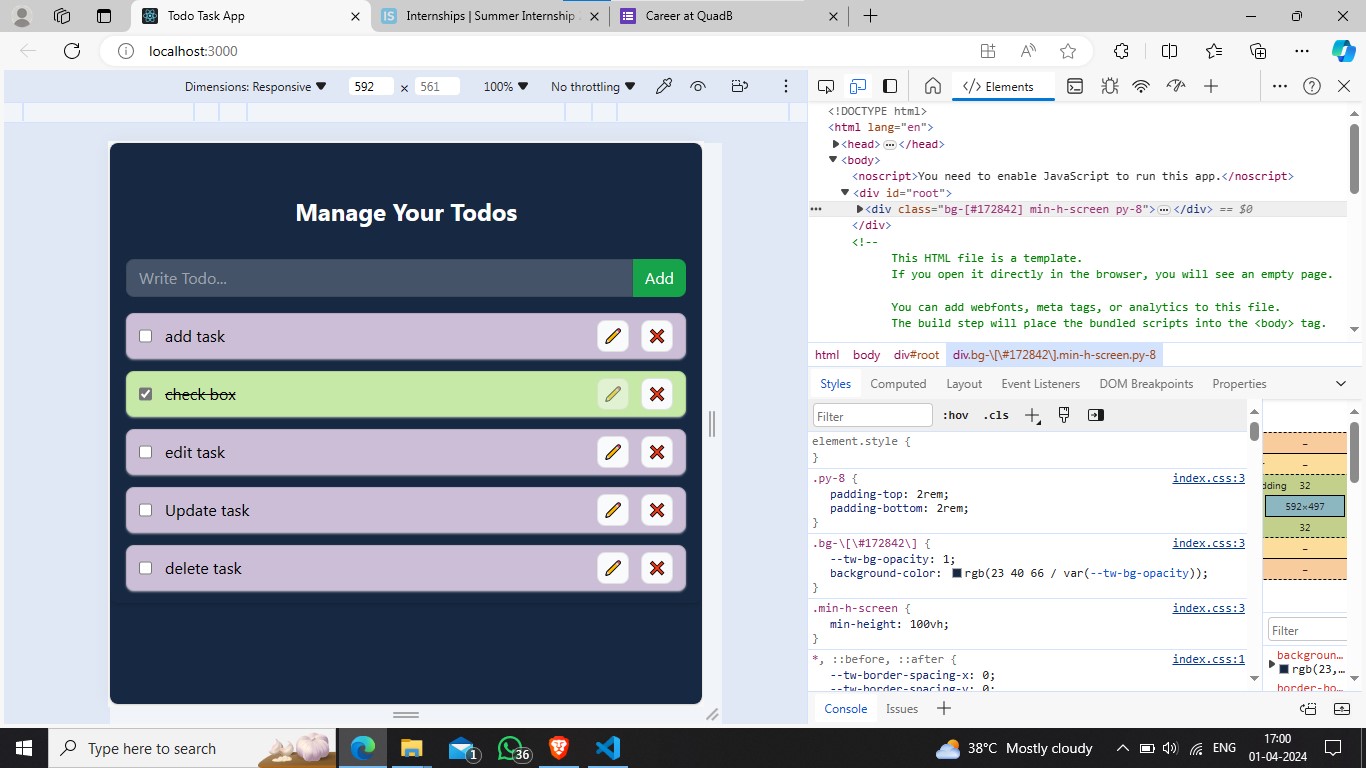 Todo Task App
Internships | Summer Internship
Career at QuadB
localhost:3000
Dimensions: Responsive 592 × 561 100% No throttling
Elements
Manage Your Todos
Write Todo...
Add
add task
check box
edit task
Update task
delete task
<!DOCTYPE html>
<html lang="en">
<head> ⋯ </head>
<body>
<noscript>You need to enable JavaScript to run this app.</noscript>
<div id="root">
<div class="bg-[#172842] min-h-screen py-8"> ⋯ </div> == $0
</div>
<!--
This HTML file is a template.
If you open it directly in the browser, you will see an empty page.
You can add webfonts, meta tags, or analytics to this file.
The build step will place the bundled scripts into the <body> tag.
html body div#root div.bg-\[\#172842\].min-h-screen.py-8
Styles Computed Layout Event Listeners DOM Breakpoints Properties
Filter :hov .cls
element.style {
}
.py-8 { index.css:3
padding-top: 2rem;
padding-bottom: 2rem;
}
.bg-\[\#172842\] { index.css:3
--tw-bg-opacity: 1;
background-color: rgb(23 40 66 / var(--tw-bg-opacity));
}
.min-h-screen { index.css:3
min-height: 100vh;
}
*, ::before, ::after { index.css:1
--tw-border-spacing-x: 0;
--tw-border-spacing-y: 0;
–
–
dding 32
592×497
32
–
–
Filter
backgroun…
rgb(23,…
border-bo…
Console Issues
Type here to search
1
36
38°C Mostly cloudy
ENG
17:00
01-04-2024